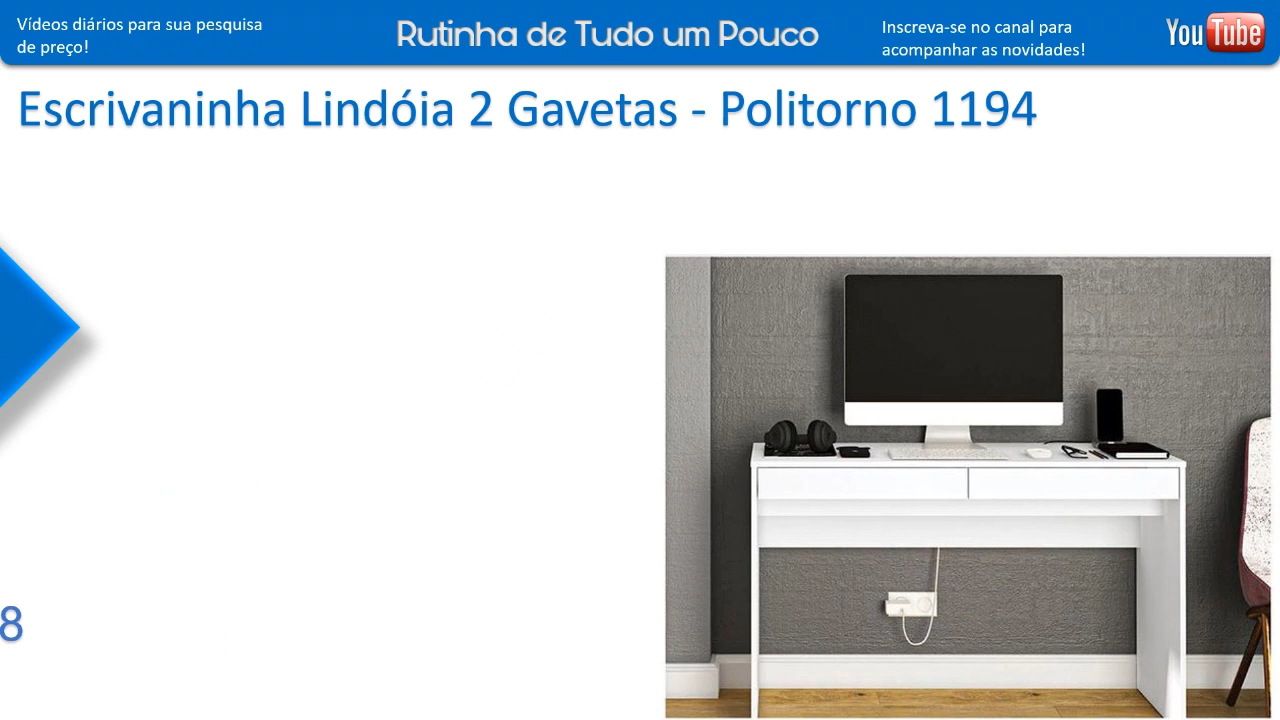 Vídeos diários para sua pesquisa
de preço!
Rutinha de Tudo um Pouco
Inscreva-se no canal para
acompanhar as novidades!
YouTube
Escrivaninha Lindóia 2 Gavetas - Politorno 1194
8